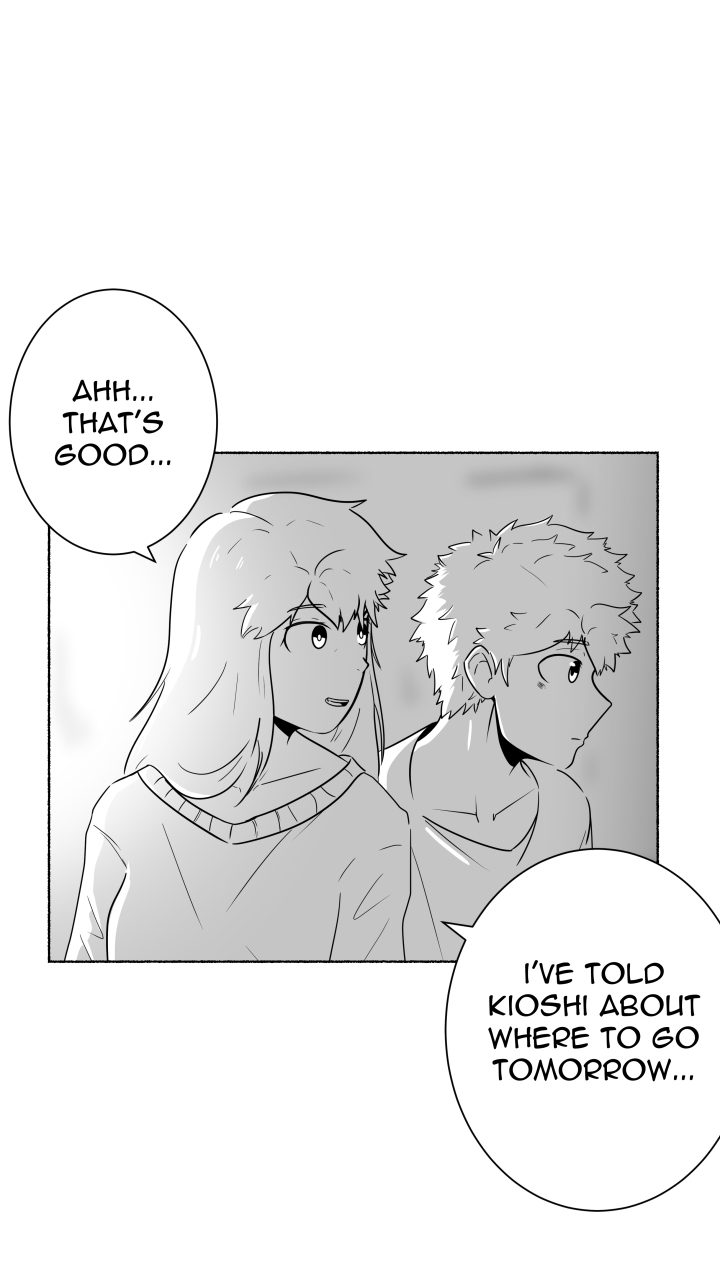 AHH...
THAT'S
GOOD...
I'VE TOLD
KIOSHI ABOUT
WHERE TO GO
TOMORROW...